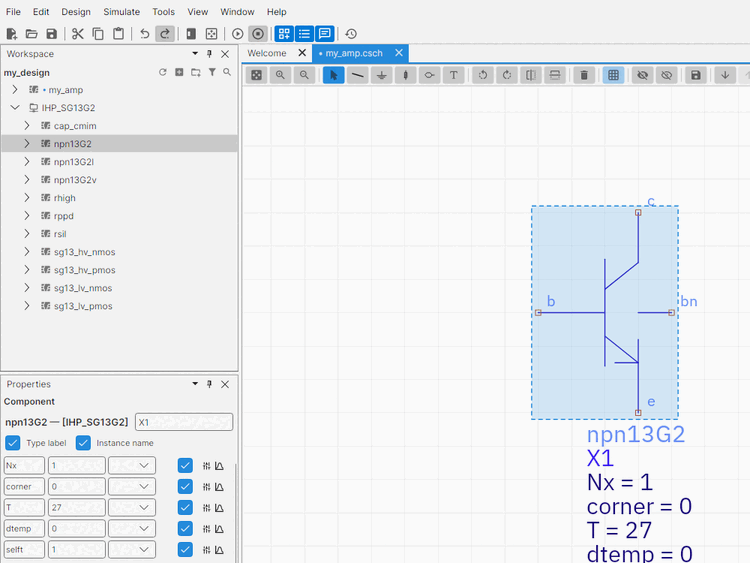 File Edit Design Simulate Tools View Window Help
Workspace
my_design
• my_amp
IHP_SG13G2
cap_cmim
npn13G2
npn13G2l
npn13G2v
rhigh
rppd
rsil
sg13_hv_nmos
sg13_hv_pmos
sg13_lv_nmos
sg13_lv_pmos
Properties
Component
npn13G2 — [IHP_SG13G2] X1
Type label Instance name
Nx 1
corner 0
T 27
dtemp 0
selft 1
Welcome • my_amp.csch
T
c
b
bn
e
npn13G2
X1
Nx = 1
corner = 0
T = 27
dtemp = 0